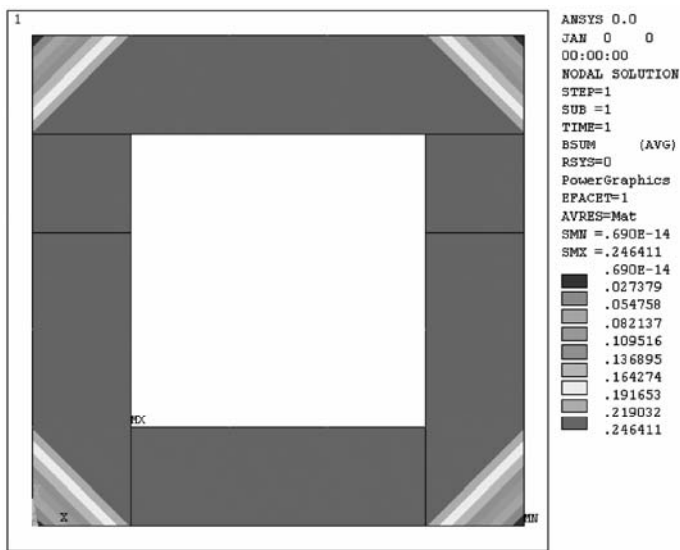 1
ANSYS 0.0
JAN 0 0
00:00:00
NODAL SOLUTION
STEP=1
SUB =1
TIME=1
BSUM (AVG)
RSYS=0
PowerGraphics
EFACET=1
AVRES=Mat
SMN =.690E-14
SMX =.246411
.690E-14
.027379
.054758
.082137
.109516
.136895
.164274
.191653
.219032
.246411
MX
X
MN